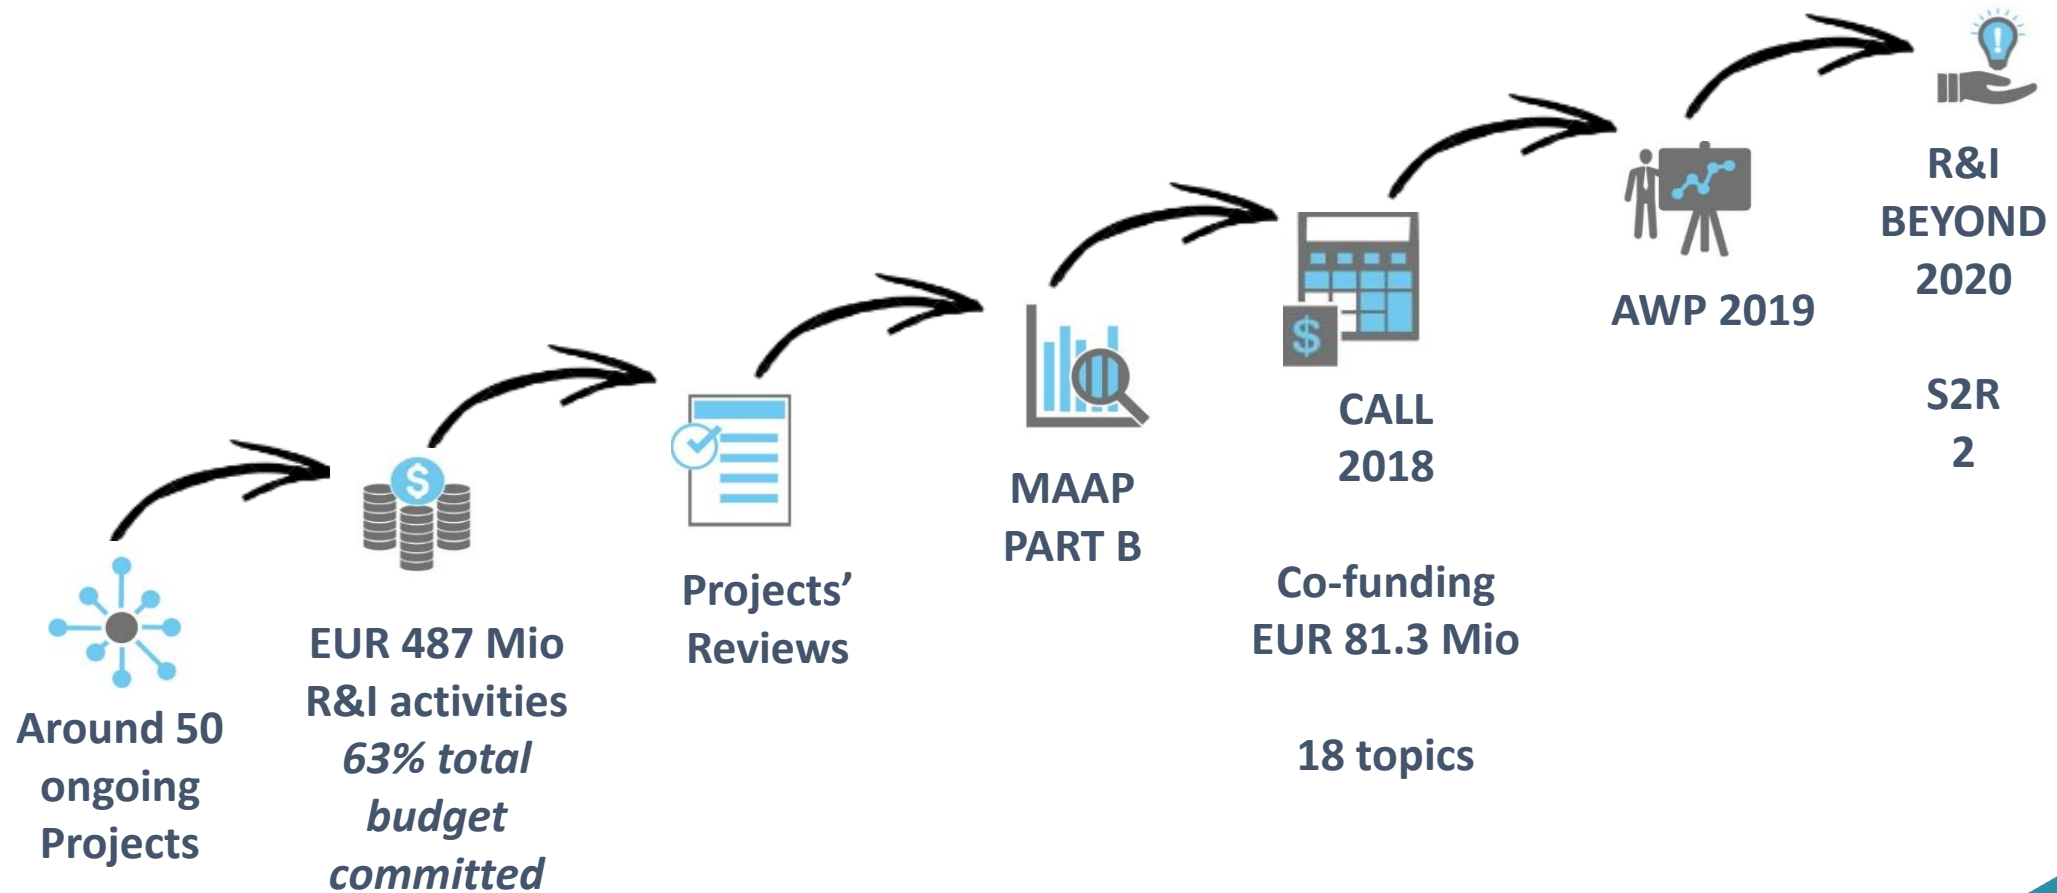 Around 50
ongoing
Projects
EUR 487 Mio
R&I activities
63% total
budget
committed
Projects’
Reviews
MAAP
PART B
CALL
2018
Co-funding
EUR 81.3 Mio
18 topics
AWP 2019
R&I
BEYOND
2020
S2R
2